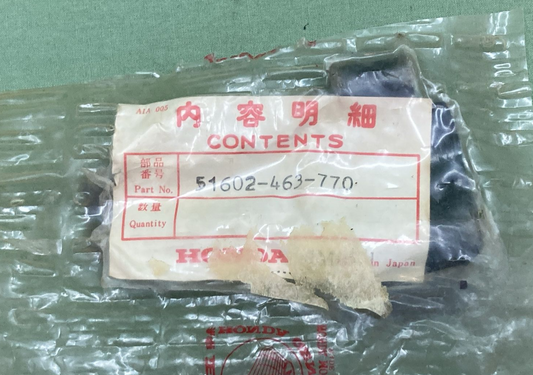 AIA 005
内容明細
CONTENTS
部品
番号
Part No.
51602-463-770
数量
Quantity
HONDA
in Japan
HONDA